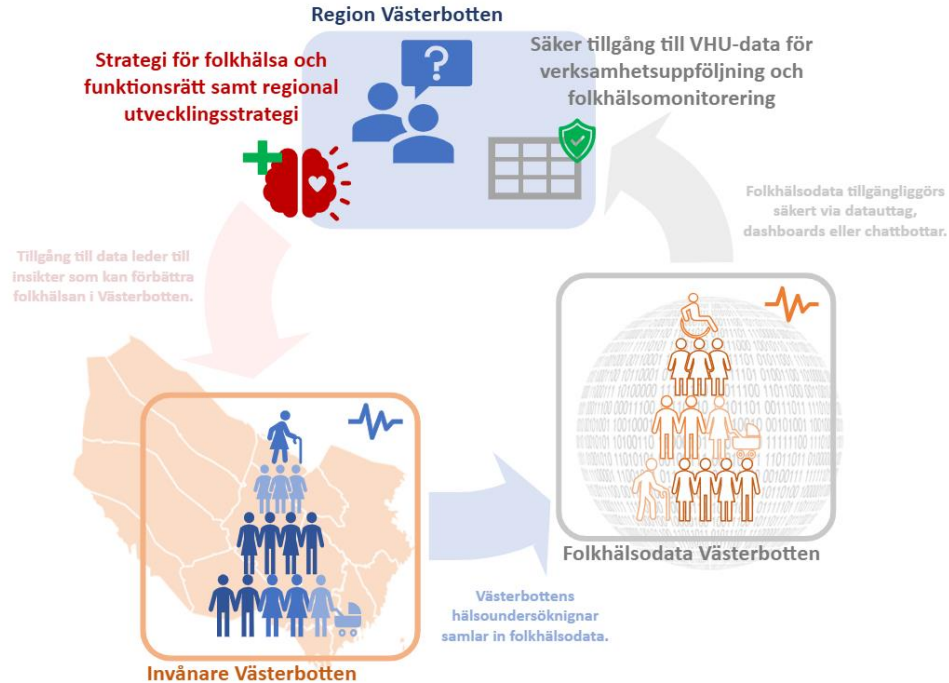 Region Västerbotten
Strategi för folkhälsa och
funktionsrätt samt regional
utvecklingsstrategi
?
Säker tillgång till VHU-data för
verksamhetsuppföljning och
folkhälsomonitorering
Folkhälsodata tillgängliggörs
säkert via datauttag,
dashboards eller chattbottar.
Tillgång till data leder till
insikter som kan förbättra
folkhälsan i Västerbotten.
Folkhälsodata Västerbotten
Västerbottens
hälsoundersöknignar
samlar in folkhälsodata.
Invånare Västerbotten